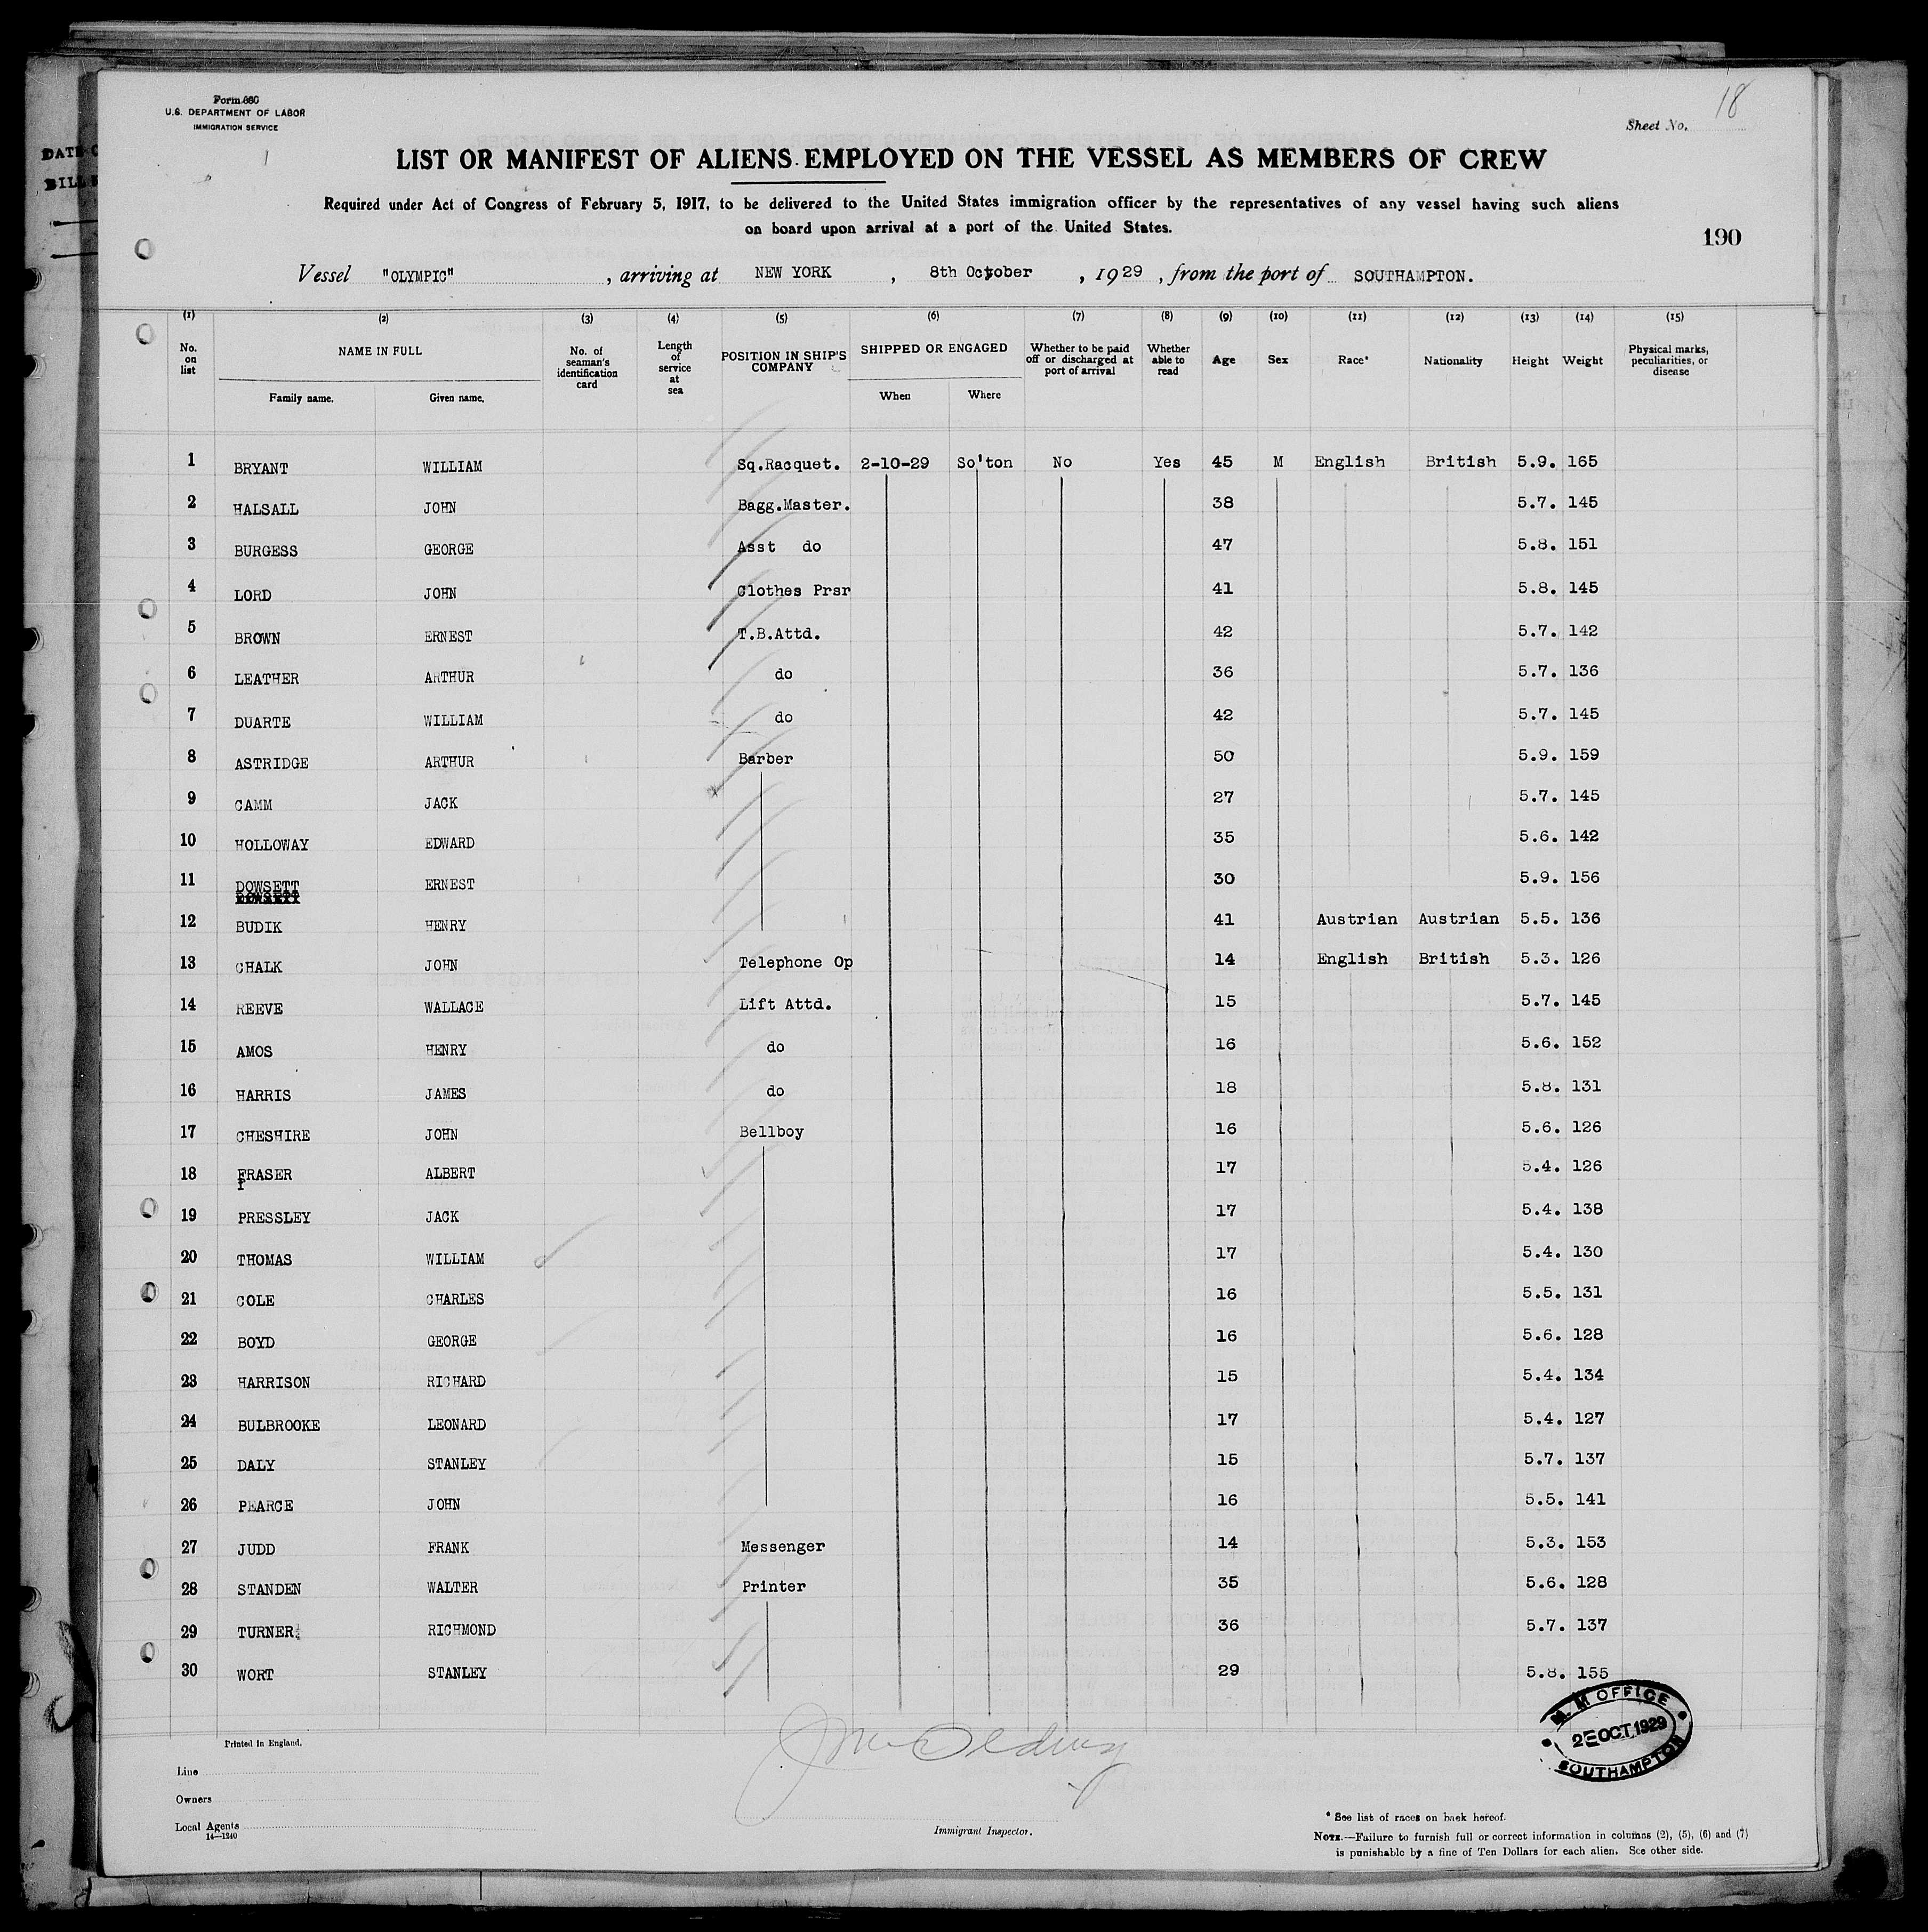 Form 680
U.S. DEPARTMENT OF LABOR
IMMIGRATION SERVICE
Sheet No. 18
LIST OR MANIFEST OF ALIENS EMPLOYED ON THE VESSEL AS MEMBERS OF CREW
Required under Act of Congress of February 5, 1917, to be delivered to the United States immigration officer by the representatives of any vessel having such aliens
on board upon arrival at a port of the United States.
190
Vessel "OLYMPIC", arriving at NEW YORK, 8th October, 1929, from the port of SOUTHAMPTON.
(1) (2) (3) (4) (5) (6) (7) (8) (9) (10) (11) (12) (13) (14) (15)
No. on list NAME IN FULL Family name. Given name. No. of seaman's identification card Length of service at sea POSITION IN SHIP'S COMPANY SHIPPED OR ENGAGED When Where Whether to be paid off or discharged at port of arrival Whether able to read Age Sex Race* Nationality Height Weight Physical marks, peculiarities, or disease
1 BRYANT WILLIAM Sq.Racquet. 2-10-29 So'ton No Yes 45 M English British 5.9. 165
2 HALSALL JOHN Bagg.Master. 38 5.7. 145
3 BURGESS GEORGE Asst do 47 5.8. 151
4 LORD JOHN Clothes Prsr 41 5.8. 145
5 BROWN ERNEST T.B.Attd. 42 5.7. 142
6 LEATHER ARTHUR do 36 5.7. 136
7 DUARTE WILLIAM do 42 5.7. 145
8 ASTRIDGE ARTHUR Barber 50 5.9. 159
9 CAMM JACK 27 5.7. 145
10 HOLLOWAY EDWARD 35 5.6. 142
11 DOWSETT ERNEST 30 5.9. 156
12 BUDIK HENRY 41 Austrian Austrian 5.5. 136
13 CHALK JOHN Telephone Op 14 English British 5.3. 126
14 REEVE WALLACE Lift Attd. 15 5.7. 145
15 AMOS HENRY do 16 5.6. 152
16 HARRIS JAMES do 18 5.8. 131
17 CHESHIRE JOHN Bellboy 16 5.6. 126
18 FRASER ALBERT 17 5.4. 126
19 PRESSLEY JACK 17 5.4. 138
20 THOMAS WILLIAM 17 5.4. 130
21 COLE CHARLES 16 5.5. 131
22 BOYD GEORGE 16 5.6. 128
23 HARRISON RICHARD 15 5.4. 134
24 BULBROOKE LEONARD 17 5.4. 127
25 DALY STANLEY 15 5.7. 137
26 PEARCE JOHN 16 5.5. 141
27 JUDD FRANK Messenger 14 5.3. 153
28 STANDEN WALTER Printer 35 5.6. 128
29 TURNER RICHMOND 36 5.7. 137
30 WORT STANLEY 29 5.8. 155
M. M OFFICE
2 OCT 1929
SOUTHAMPTON
Printed in England.
Line
Owners
Local Agents
14—1240
Immigrant Inspector.
* See list of races on back hereof.
NOTE.—Failure to furnish full or correct information in columns (2), (5), (6) and (7)
is punishable by a fine of Ten Dollars for each alien. See other side.